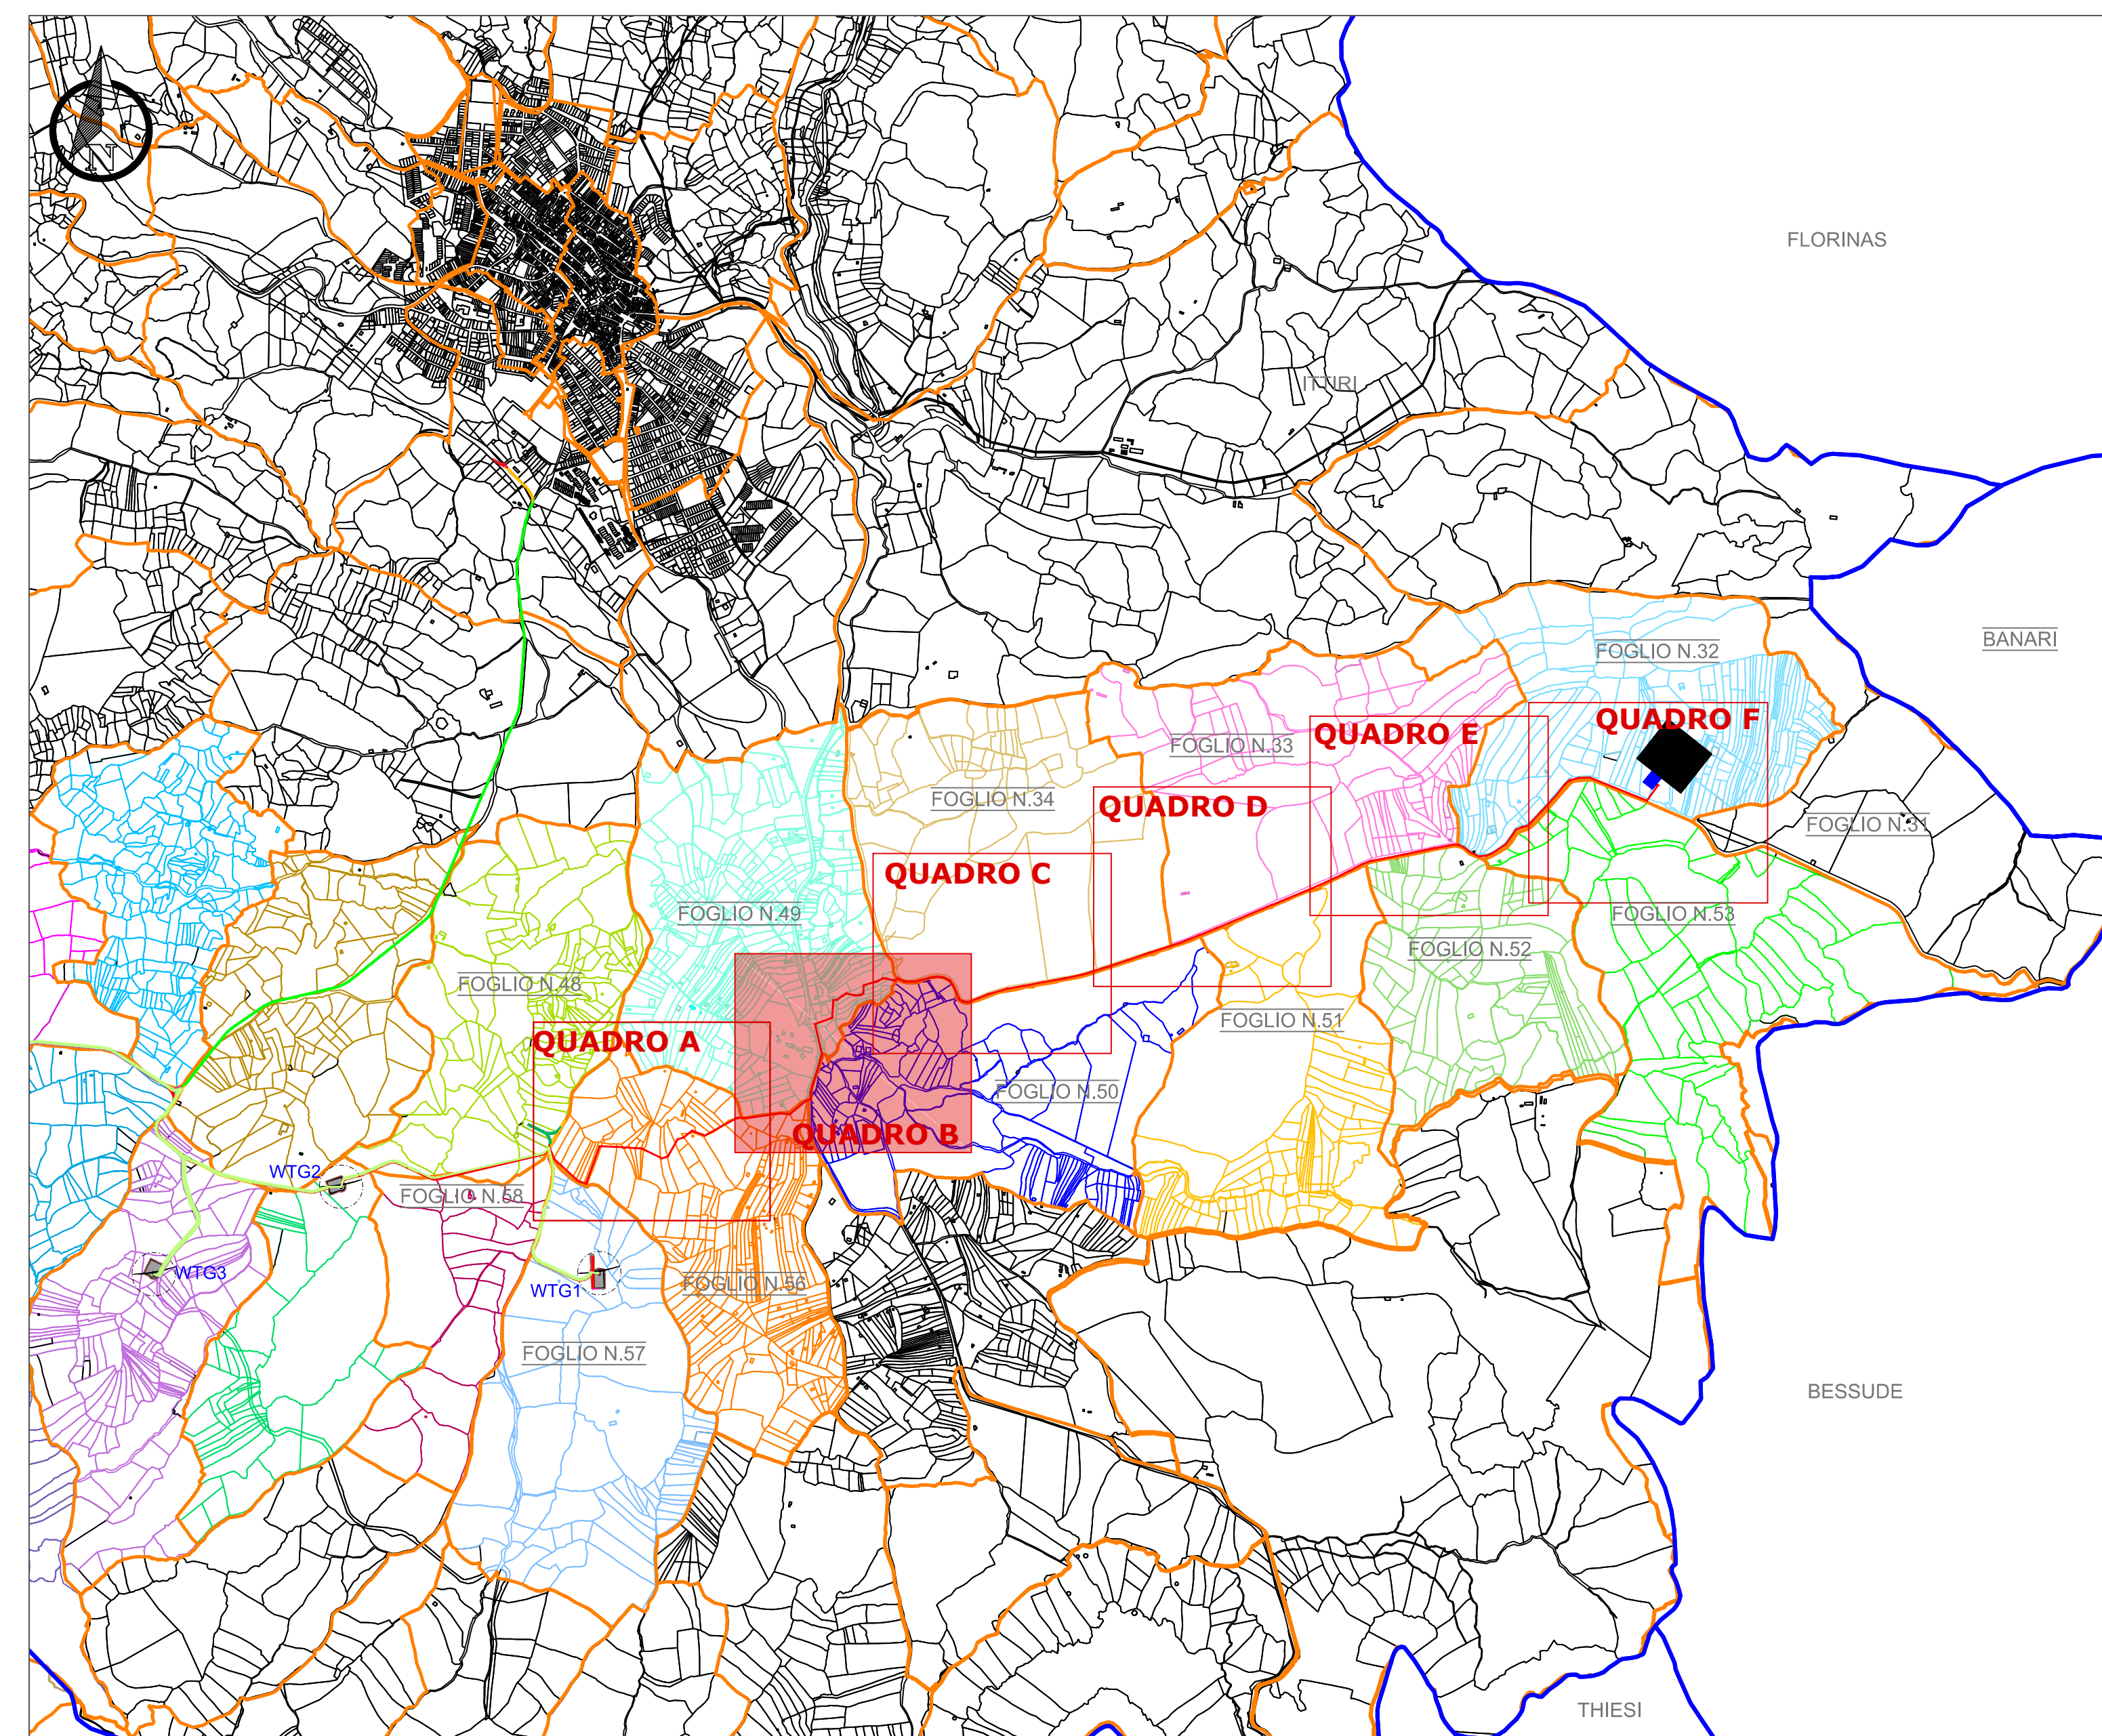 N
FLORINAS
ITTIRI
BANARI
FOGLIO N.32
QUADRO F
QUADRO E
FOGLIO N.33
FOGLIO N.34
QUADRO D
FOGLIO N.31
QUADRO C
FOGLIO N.49
FOGLIO N.53
FOGLIO N.52
FOGLIO N.48
FOGLIO N.51
QUADRO A
FOGLIO N.50
QUADRO B
WTG2
FOGLIO N.58
WTG3
WTG1
FOGLIO N.56
FOGLIO N.57
BESSUDE
THIESI